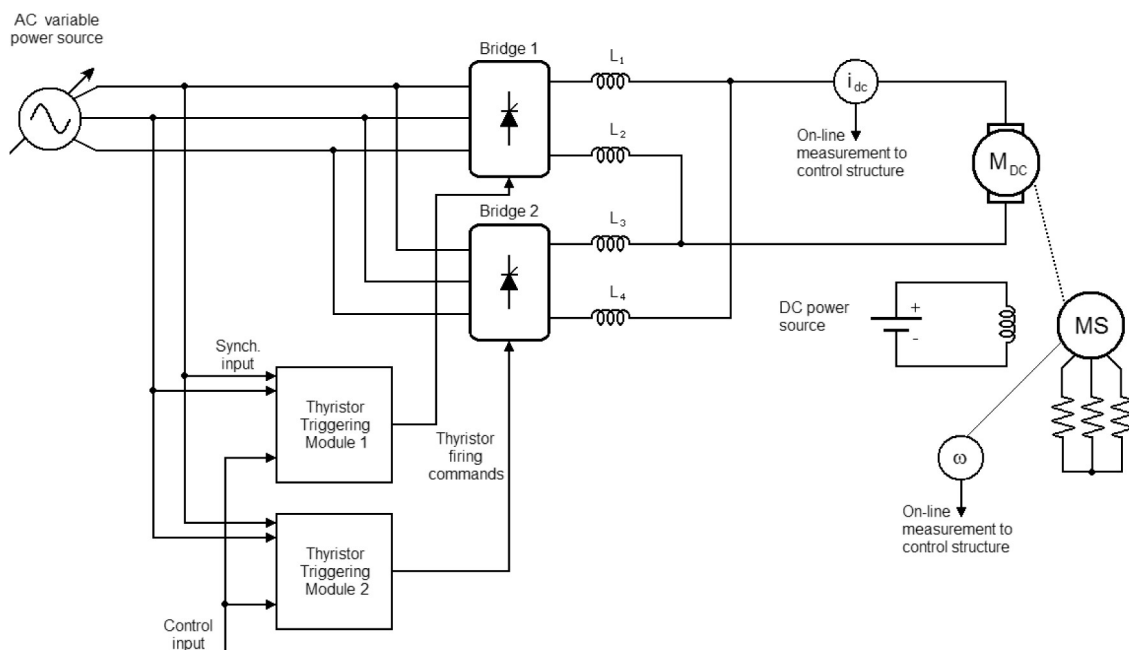 AC variable
power source
Bridge 1
L1
L2
idc
On-line
measurement to
control structure
MDC
Bridge 2
L3
L4
DC power
source
+
-
MS
Synch.
input
Thyristor
Triggering
Module 1
Thyristor
firing
commands
ω
On-line
measurement to
control structure
Thyristor
Triggering
Module 2
Control
input